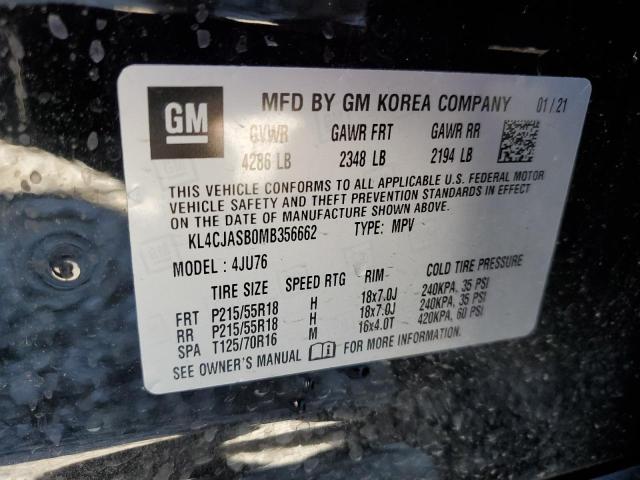 GM
MFD BY GM KOREA COMPANY 01/21
GVWR GAWR FRT GAWR RR
4286 LB 2348 LB 2194 LB
THIS VEHICLE CONFORMS TO ALL APPLICABLE U.S. FEDERAL MOTOR
VEHICLE SAFETY AND THEFT PREVENTION STANDARDS IN EFFECT
ON THE DATE OF MANUFACTURE SHOWN ABOVE.
KL4CJASB0MB356662 TYPE: MPV
MODEL: 4JU76
TIRE SIZE SPEED RTG RIM COLD TIRE PRESSURE
FRT P215/55R18 H 18x7.0J 240KPA, 35 PSI
RR P215/55R18 H 18x7.0J 240KPA, 35 PSI
SPA T125/70R16 M 16x4.0T 420KPA, 60 PSI
SEE OWNER'S MANUAL FOR MORE INFORMATION.